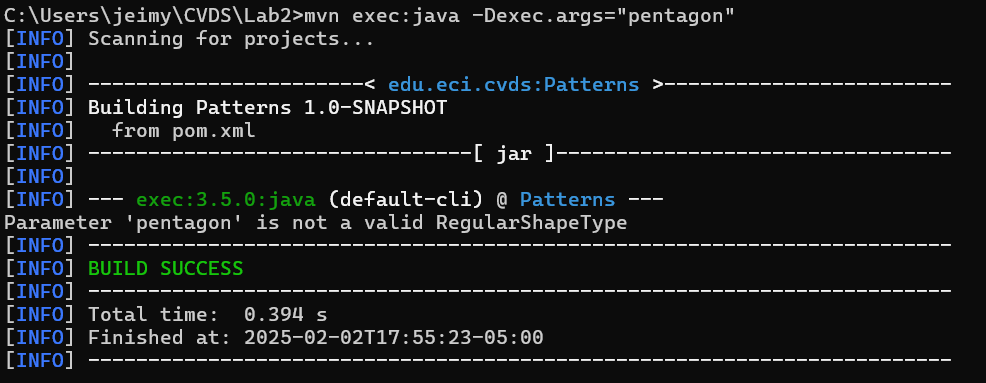 C:\Users\jeimy\CVDS\Lab2>mvn exec:java -Dexec.args="pentagon"
[INFO] Scanning for projects...
[INFO]
[INFO] -----------------------< edu.eci.cvds:Patterns >------------------------
[INFO] Building Patterns 1.0-SNAPSHOT
[INFO]   from pom.xml
[INFO] --------------------------------[ jar ]---------------------------------
[INFO]
[INFO] --- exec:3.5.0:java (default-cli) @ Patterns ---
Parameter 'pentagon' is not a valid RegularShapeType
[INFO] ------------------------------------------------------------------------
[INFO] BUILD SUCCESS
[INFO] ------------------------------------------------------------------------
[INFO] Total time:  0.394 s
[INFO] Finished at: 2025-02-02T17:55:23-05:00
[INFO] ------------------------------------------------------------------------